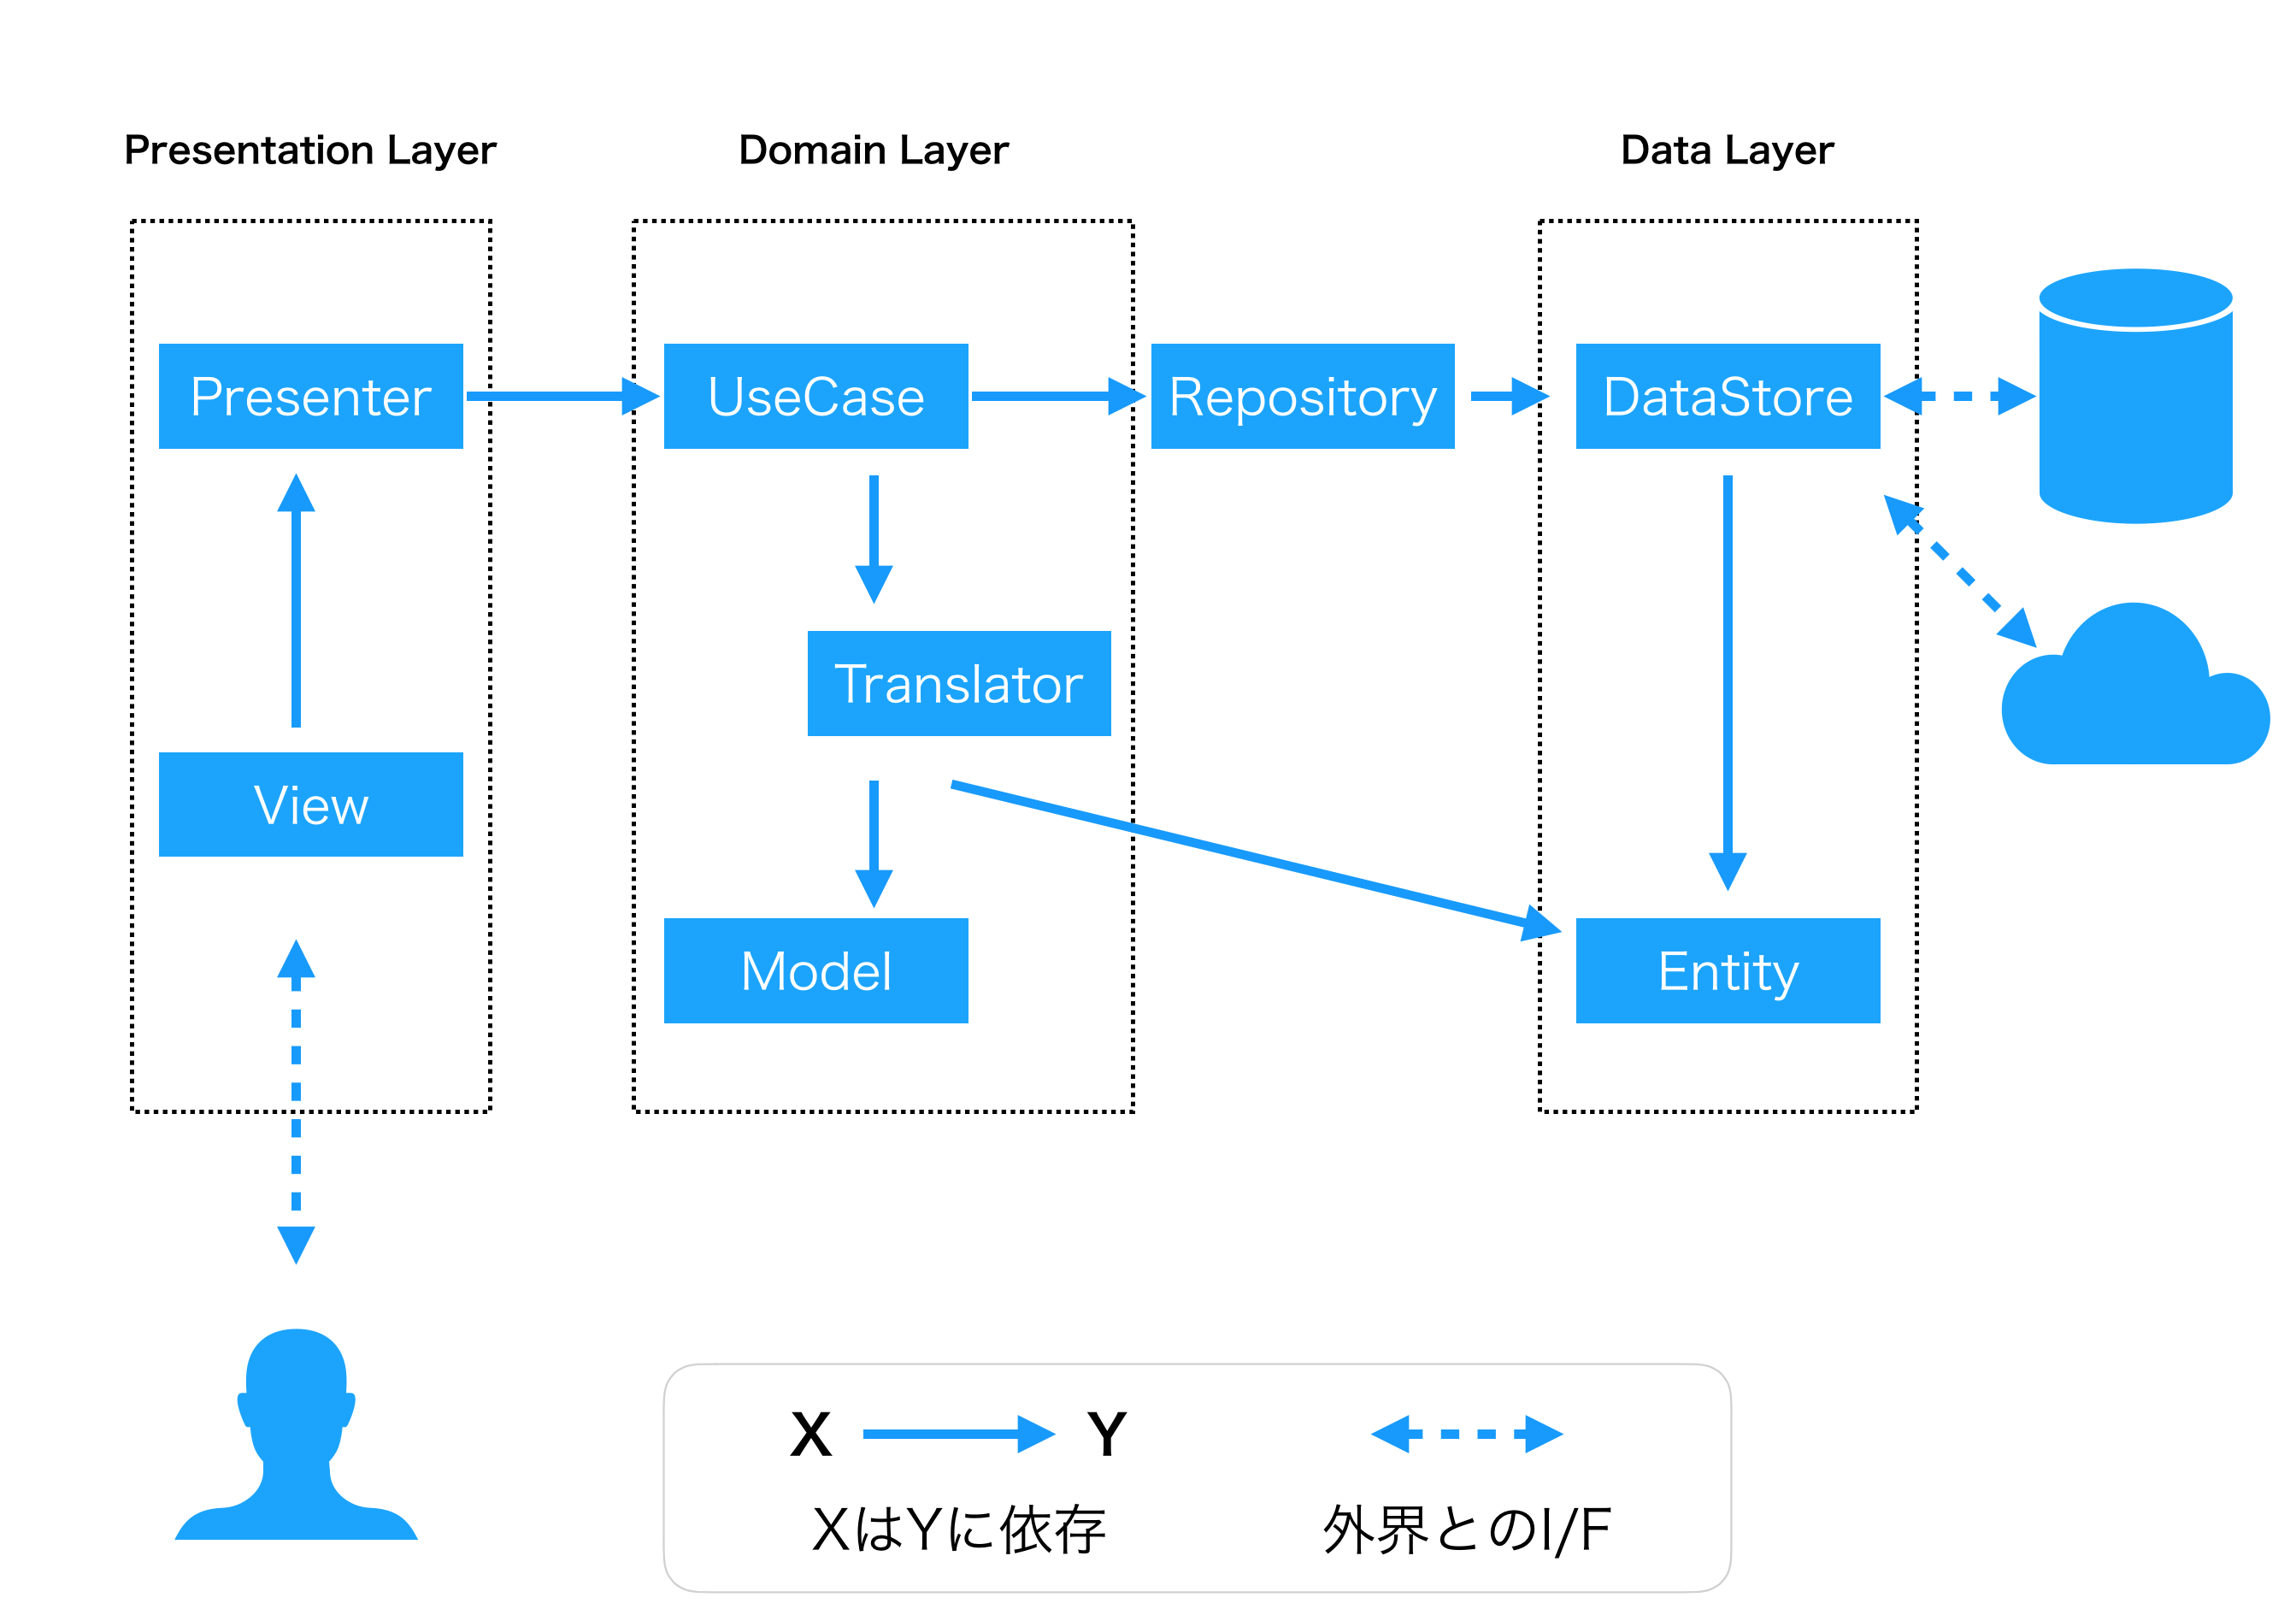 Presentation Layer
Domain Layer
Data Layer
Presenter
UseCase
Repository
DataStore
Translator
View
Model
Entity
X
Y
XはYに依存
外界とのI/F